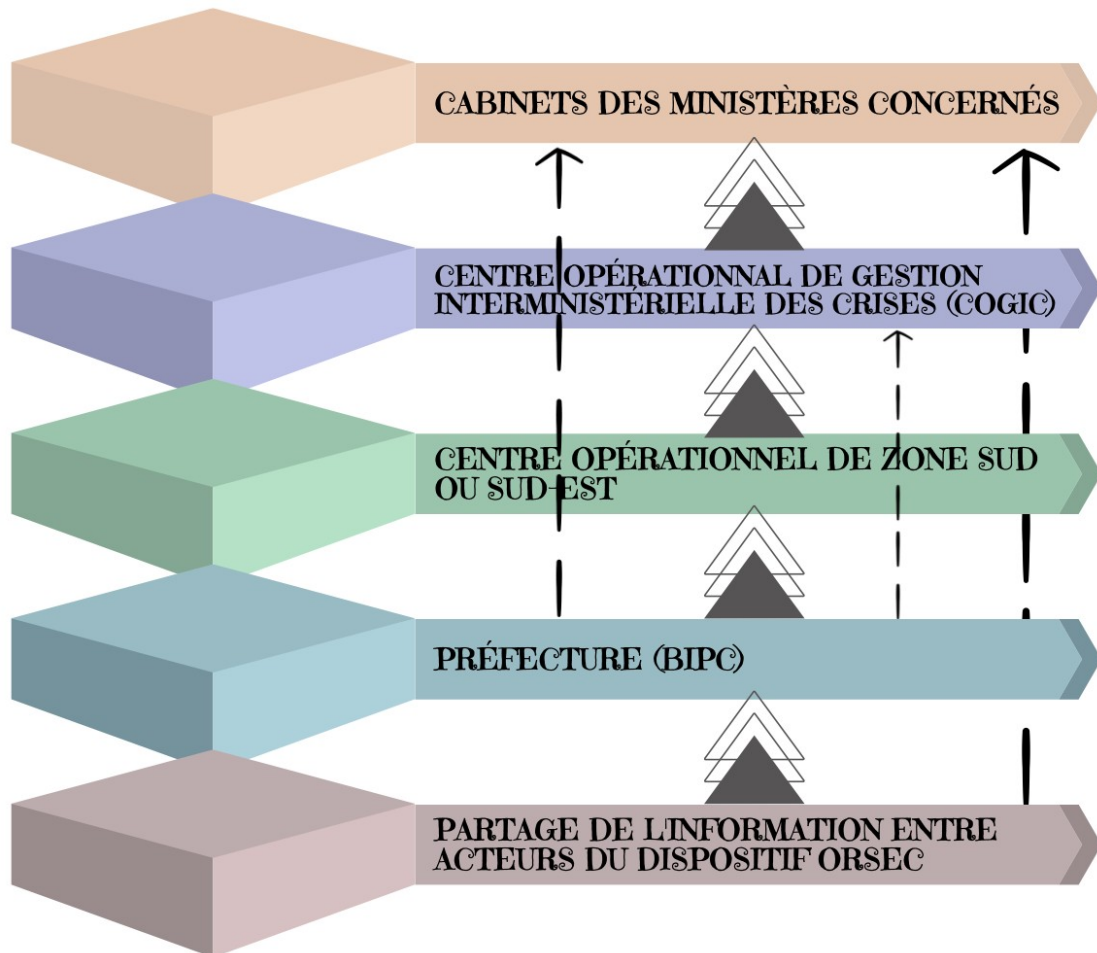 CABINETS DES MINISTÈRES CONCERNÉS
CENTRE OPÉRATIONNAL DE GESTION
INTERMINISTÉRIELLE DES CRISES (COGIC)
CENTRE OPÉRATIONNEL DE ZONE SUD
OU SUD-EST
PRÉFECTURE (BIPC)
PARTAGE DE L'INFORMATION ENTRE
ACTEURS DU DISPOSITIF ORSEC